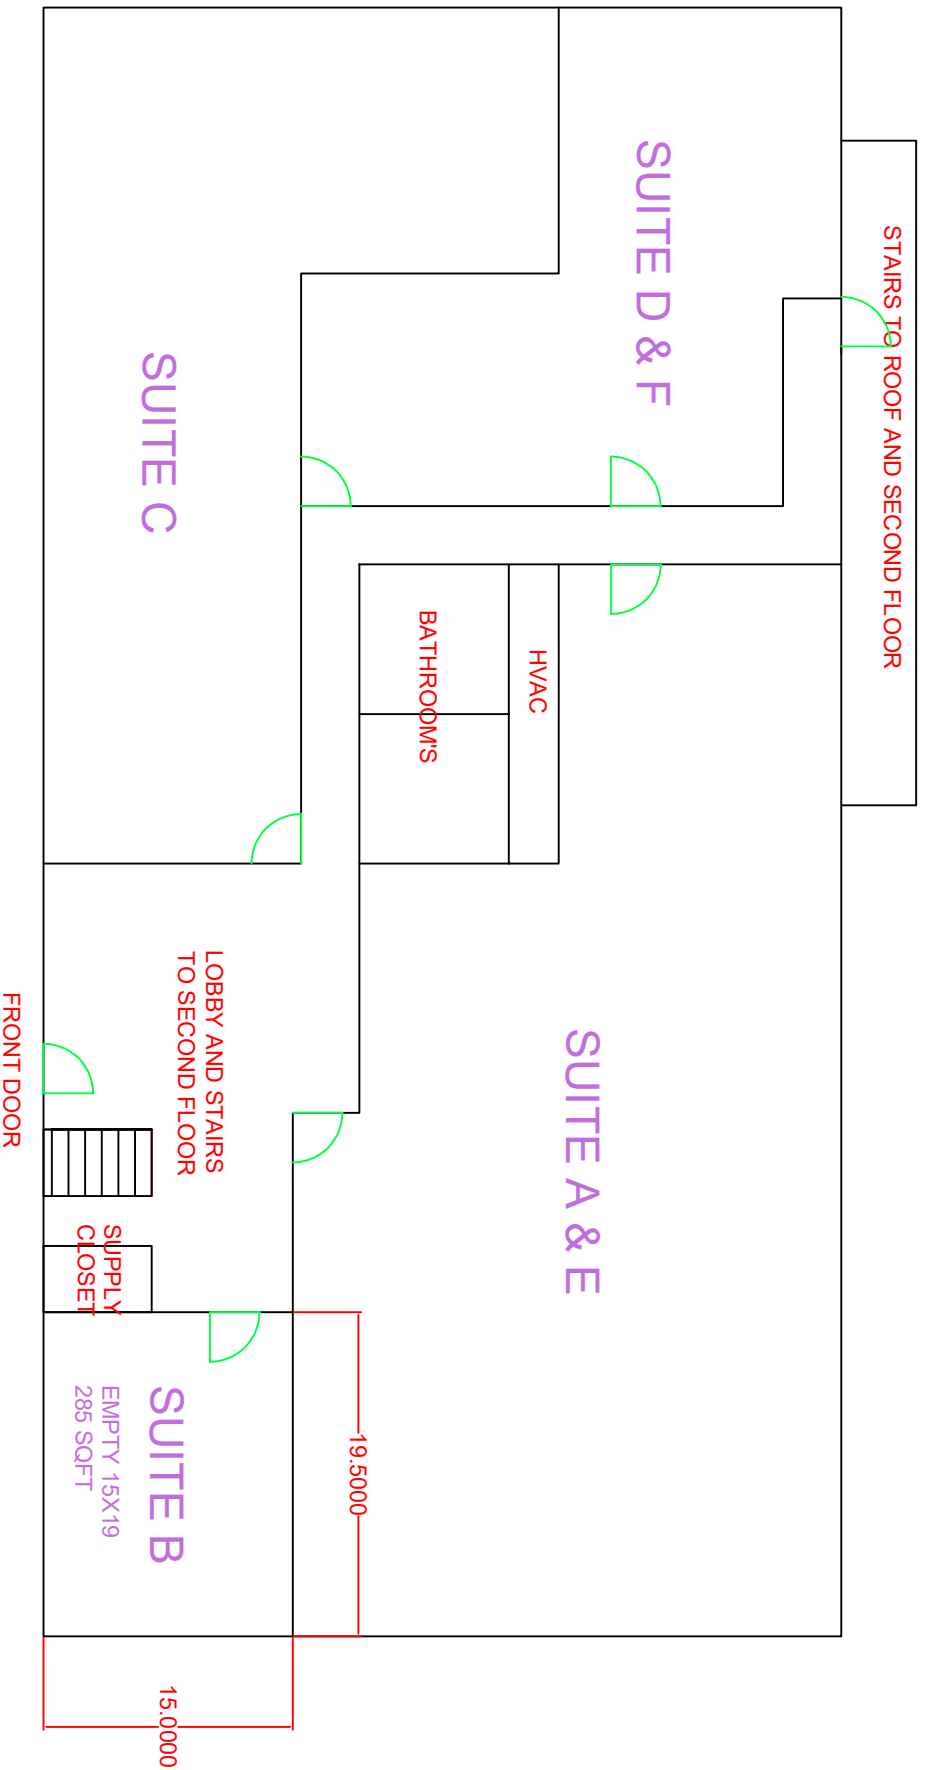 STAIRS TO ROOF AND SECOND FLOOR
SUITE D & F
SUITE C
HVAC
BATHROOM'S
SUITE A & E
LOBBY AND STAIRS
TO SECOND FLOOR
FRONT DOOR
SUPPLY
CLOSET
19.5000
SUITE B
EMPTY 15X19
285 SQFT
15.0000